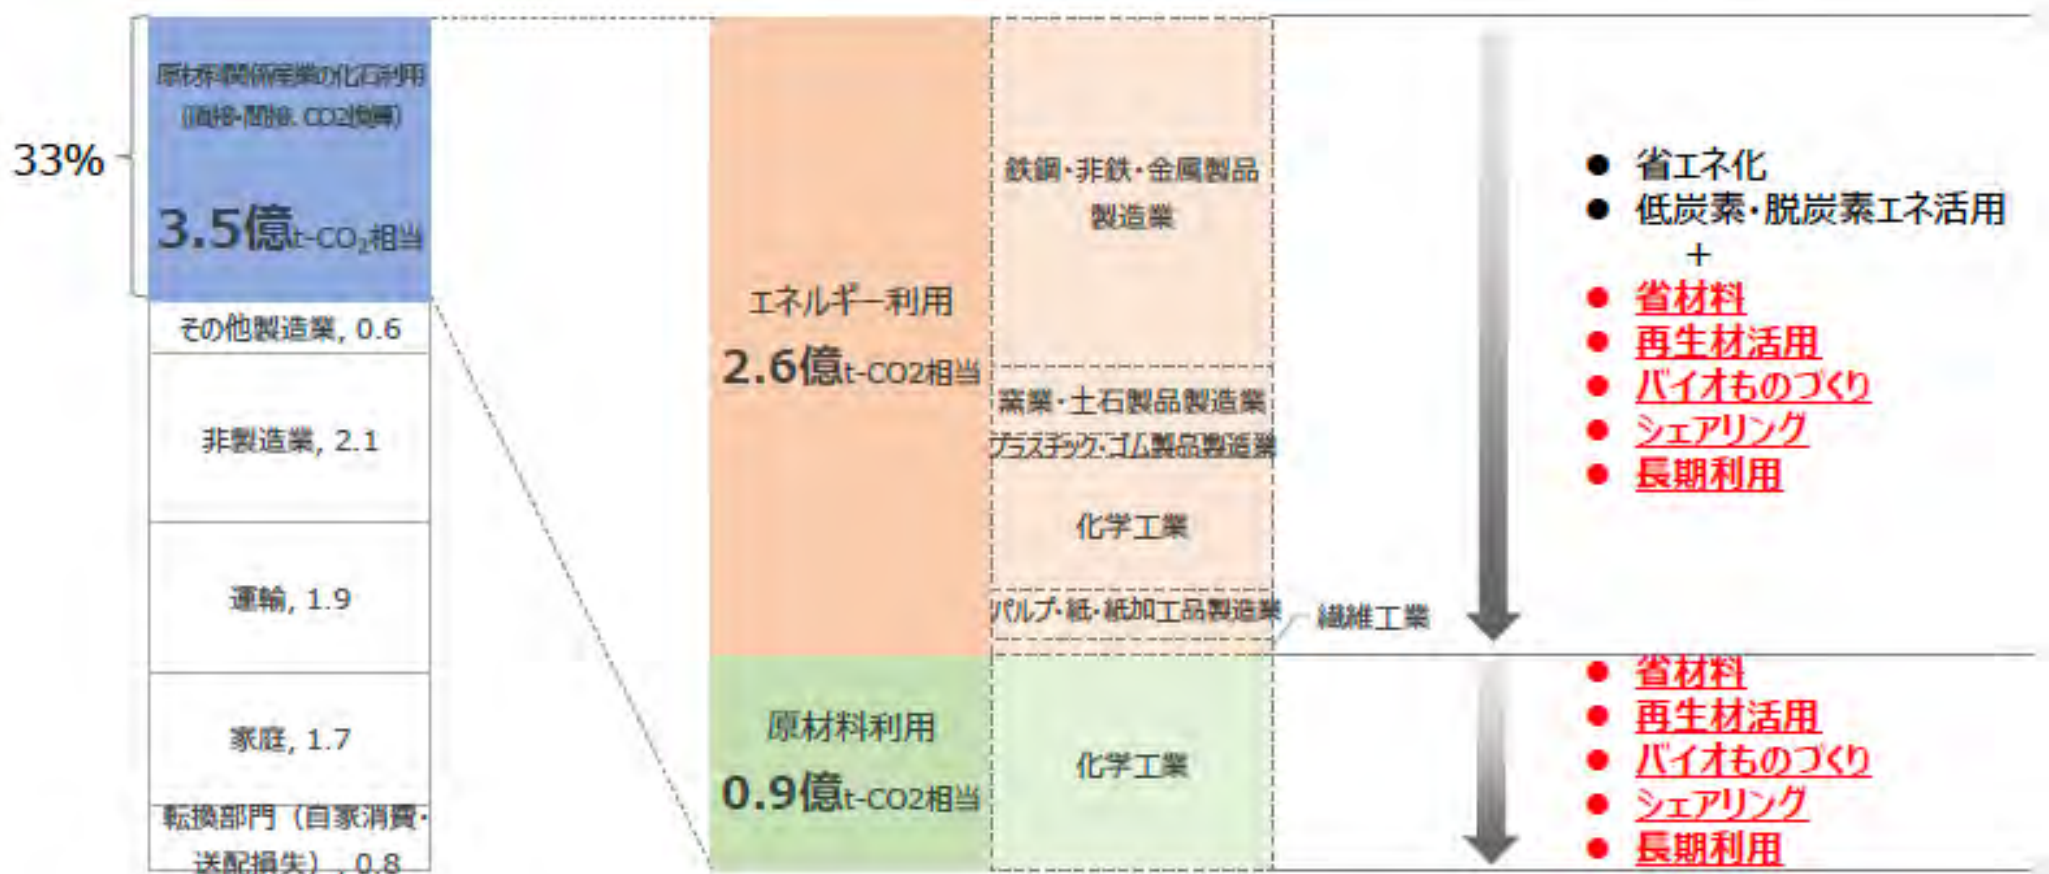 33%
原材料関係産業の化石利用
(直接・間接、CO2換算)
3.5億t-CO₂相当
その他製造業, 0.6
非製造業, 2.1
運輸, 1.9
家庭, 1.7
転換部門（自家消費・
送配損失）, 0.8
エネルギー利用
2.6億t-CO2相当
原材料利用
0.9億t-CO2相当
鉄鋼・非鉄・金属製品
製造業
窯業・土石製品製造業
プラスチック・ゴム製品製造業
化学工業
パルプ・紙・紙加工品製造業
繊維工業
化学工業
● 省エネ化
● 低炭素・脱炭素エネ活用
+
● 省材料
● 再生材活用
● バイオものづくり
● シェアリング
● 長期利用
● 省材料
● 再生材活用
● バイオものづくり
● シェアリング
● 長期利用